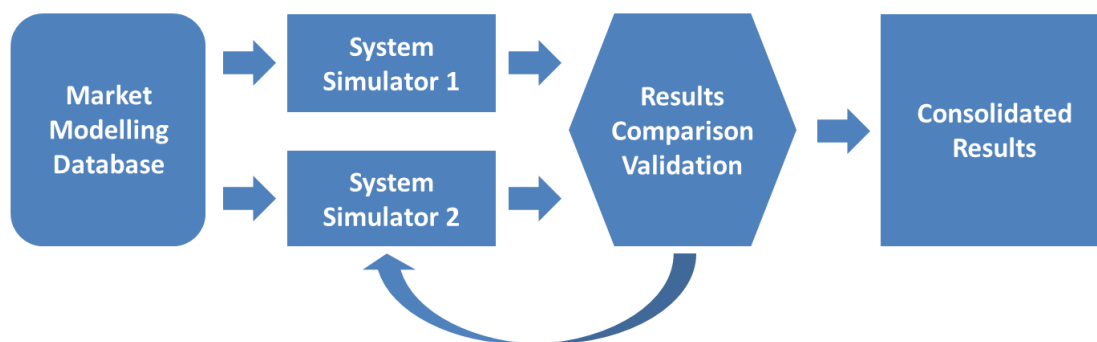 Market
Modelling
Database
System
Simulator 1
System
Simulator 2
Results
Comparison
Validation
Consolidated
Results